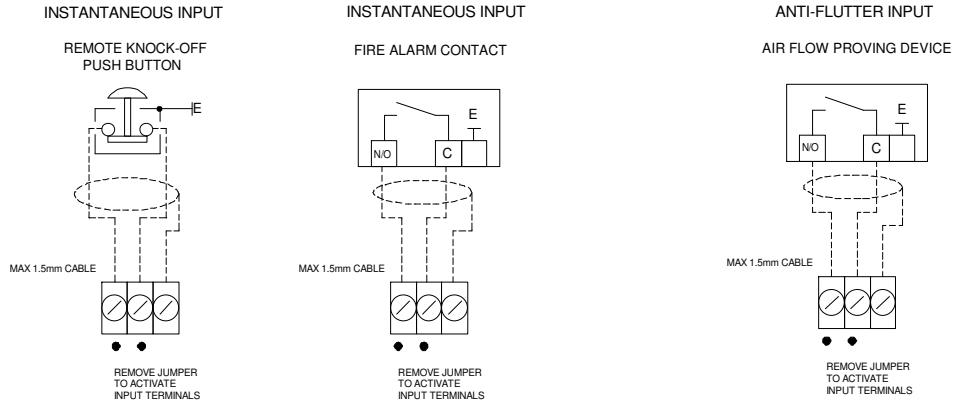 INSTANTANEOUS INPUT
REMOTE KNOCK-OFF
PUSH BUTTON
E
MAX 1.5mm CABLE
REMOVE JUMPER
TO ACTIVATE
INPUT TERMINALS
INSTANTANEOUS INPUT
FIRE ALARM CONTACT
E
N/O
C
MAX 1.5mm CABLE
REMOVE JUMPER
TO ACTIVATE
INPUT TERMINALS
ANTI-FLUTTER INPUT
AIR FLOW PROVING DEVICE
E
N/O
C
MAX 1.5mm CABLE
REMOVE JUMPER
TO ACTIVATE
INPUT TERMINALS